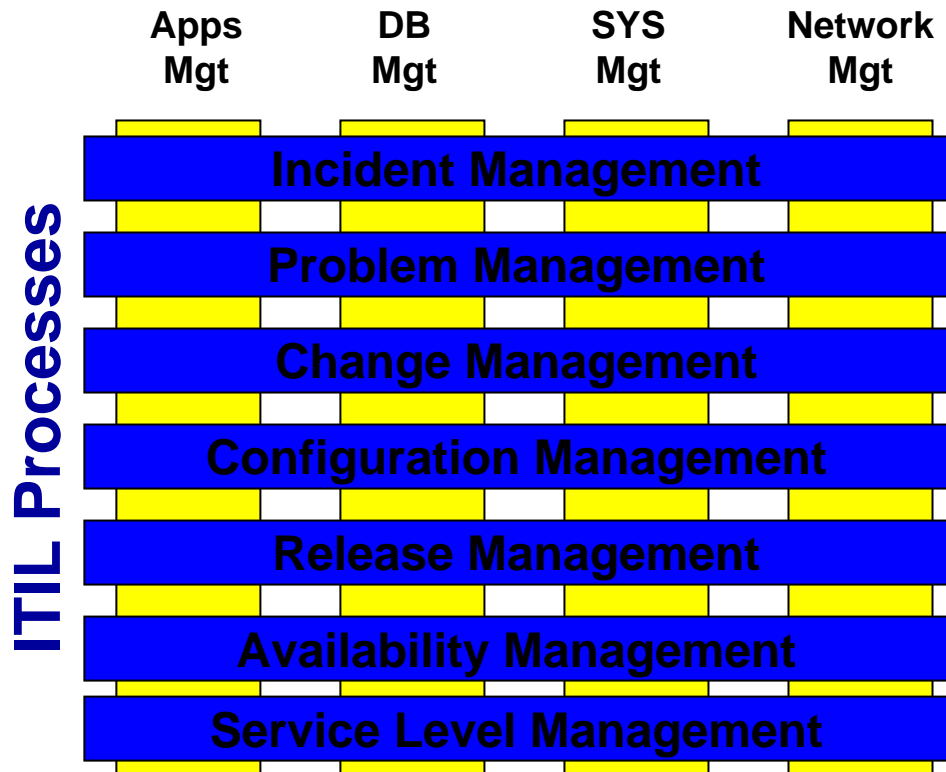 Apps
Mgt
DB
Mgt
SYS
Mgt
Network
Mgt
ITIL Processes
Incident Management
Problem Management
Change Management
Configuration Management
Release Management
Availability Management
Service Level Management